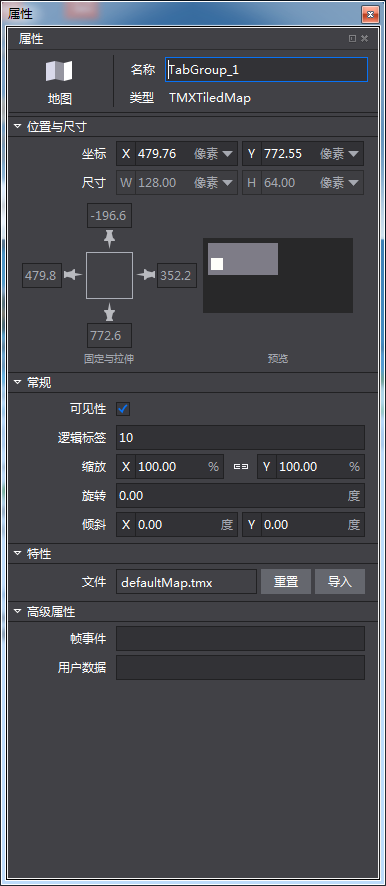 属性
属性
名称 TabGroup_1
地图
类型 TMXTiledMap
位置与尺寸
坐标 X 479.76 像素 Y 772.55 像素
尺寸 W 128.00 像素 H 64.00 像素
-196.6
479.8 352.2
772.6
固定与拉伸 预览
常规
可见性
逻辑标签 10
缩放 X 100.00 % Y 100.00 %
旋转 0.00 度
倾斜 X 0.00 度 Y 0.00 度
特性
文件 defaultMap.tmx 重置 导入
高级属性
帧事件
用户数据